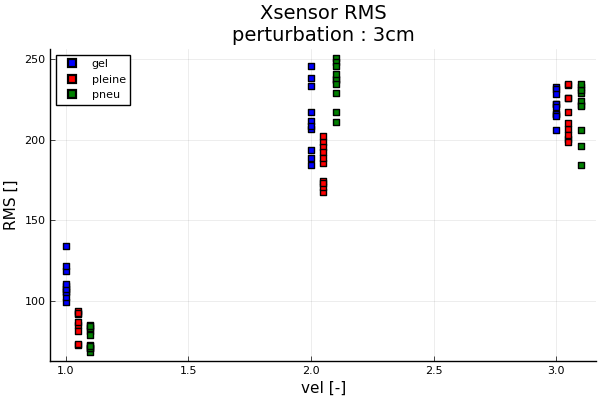 Xsensor RMS
perturbation : 3cm
gel
pleine
pneu
250
200
150
100
RMS []
1.0
1.5
2.0
2.5
3.0
vel [-]